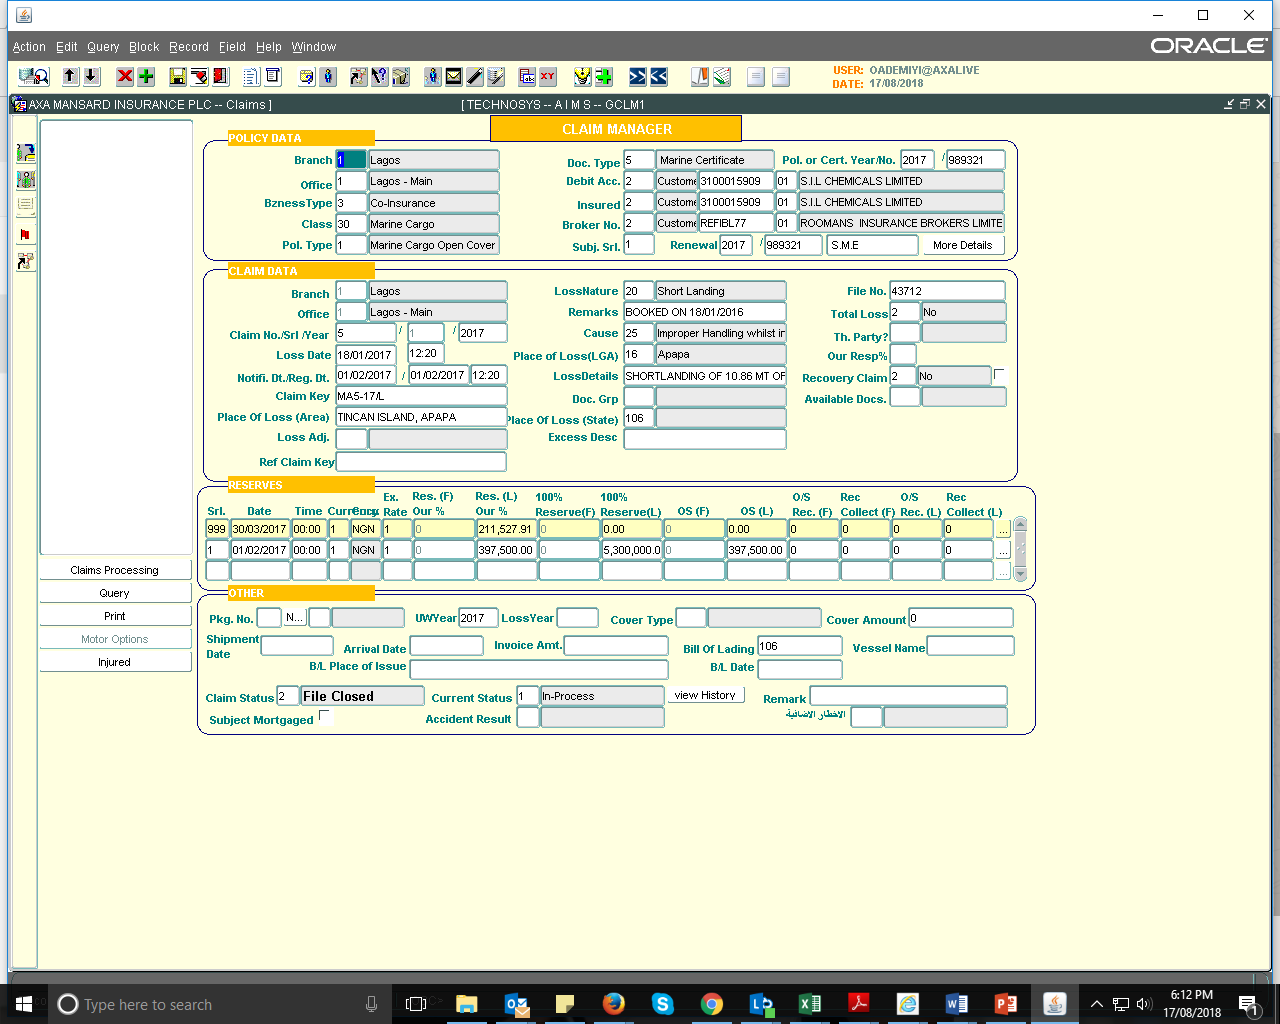 Action Edit Query Block Record Field Help Window
ORACLE
USER: OADEMIYI@AXALIVE
DATE: 17/08/2018
AXA MANSARD INSURANCE PLC -- Claims ] [ TECHNOSYS -- A I M S -- GCLM1
CLAIM MANAGER
POLICY DATA
Branch 1 Lagos Doc. Type 5 Marine Certificate Pol. or Cert. Year/No. 2017 / 989321
Office 1 Lagos - Main Debit Acc. 2 Custome 3100015909 01 S.I.L CHEMICALS LIMITED
BznessType 3 Co-Insurance Insured 2 Custome 3100015909 01 S.I.L CHEMICALS LIMITED
Class 30 Marine Cargo Broker No. 2 Custome REFIBL77 01 ROOMANS INSURANCE BROKERS LIMITE
Pol. Type 1 Marine Cargo Open Cover Subj. Srl. 1 Renewal 2017 / 989321 S.M.E More Details
CLAIM DATA
Branch 1 Lagos LossNature 20 Short Landing File No. 43712
Office 1 Lagos - Main Remarks BOOKED ON 18/01/2016 Total Loss 2 No
Claim No./Srl /Year 5 / 1 / 2017 Cause 25 Improper Handling whilst in Th. Party?
Loss Date 18/01/2017 12:20 Place of Loss(LGA) 16 Apapa Our Resp%
Notifi. Dt./Reg. Dt. 01/02/2017 / 01/02/2017 12:20 LossDetails SHORTLANDING OF 10.86 MT OF Recovery Claim 2 No
Claim Key MA5-17/L Doc. Grp Available Docs.
Place Of Loss (Area) TINCAN ISLAND, APAPA Place Of Loss (State) 106
Loss Adj. Excess Desc
Ref Claim Key
RESERVES
Ex. Res. (F) Res. (L) 100% 100% O/S Rec O/S Rec
Srl. Date Time Currency. Rate Our % Our % Reserve(F) Reserve(L) OS (F) OS (L) Rec. (F) Collect (F) Rec. (L) Collect (L)
999 30/03/2017 00:00 1 NGN 1 0 211,527.91 0 0.00 0 0.00 0 0 0 0 ...
1 01/02/2017 00:00 1 NGN 1 0 397,500.00 0 5,300,000.0 0 397,500.00 0 0 0 0 ...
...
Claims Processing
Query
Print
Motor Options
Injured
OTHER
Pkg. No. N... UWYear 2017 LossYear Cover Type Cover Amount 0
Shipment Date Arrival Date Invoice Amt. Bill Of Lading 106 Vessel Name
B/L Place of Issue B/L Date
Claim Status 2 File Closed Current Status 1 In-Process view History Remark
Subject Mortgaged Accident Result الاخطار الاضافية
Type here to search
6:12 PM
17/08/2018
1